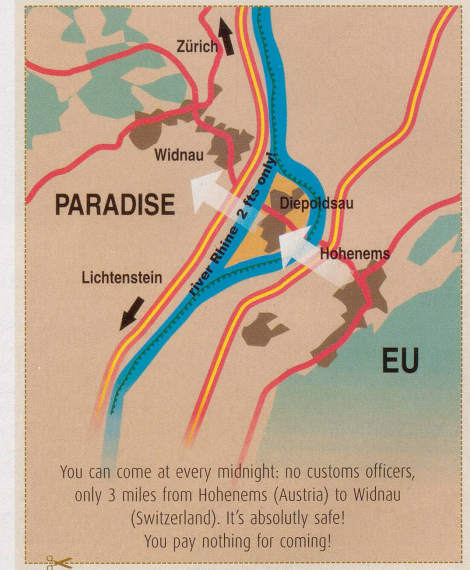 Zürich
Widnau
PARADISE
river Rhine 2 fts only!
Diepoldsau
Hohenems
Lichtenstein
EU
You can come at every midnight: no customs officers,
only 3 miles from Hohenems (Austria) to Widnau
(Switzerland). It's absolutly safe!
You pay nothing for coming!